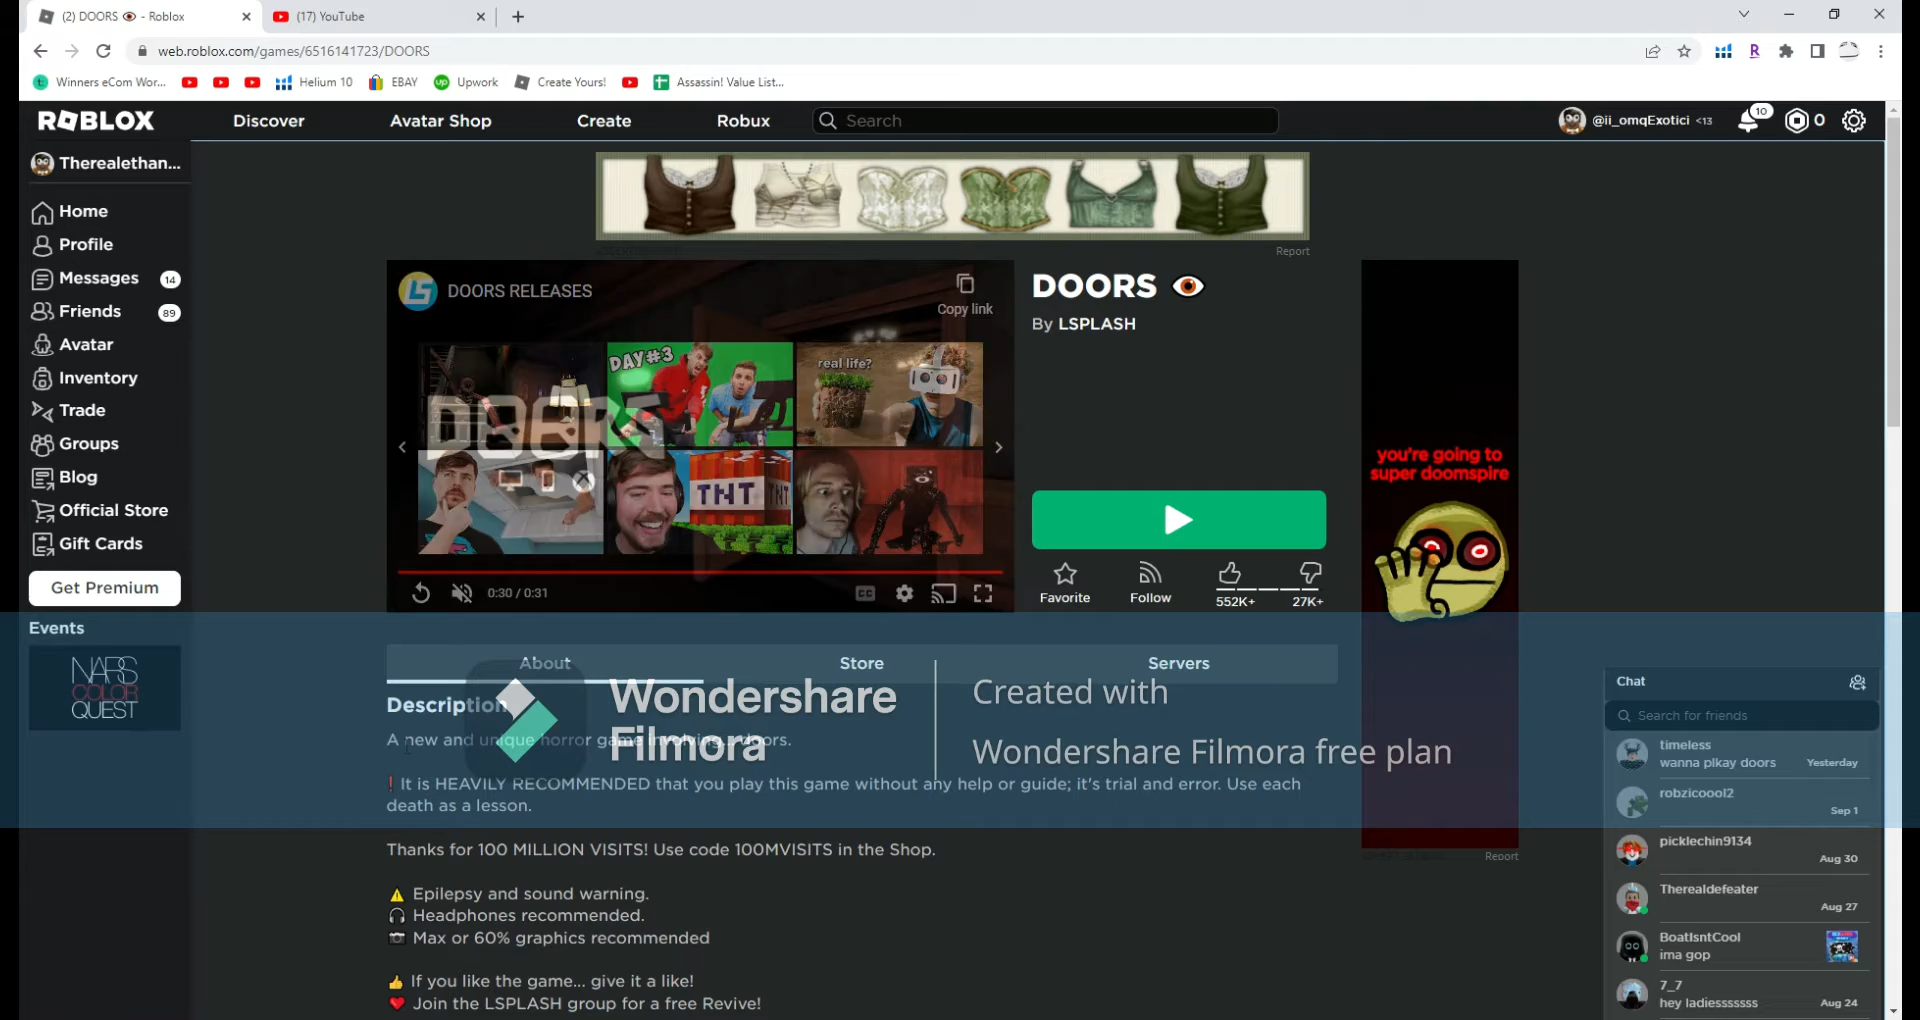 (2) DOORS 👁 - Roblox
(17) YouTube
web.roblox.com/games/6516141723/DOORS
Winners eCom Wor...
Helium 10
EBAY
Upwork
Create Yours!
Assassin! Value List...
ROBLOX
Discover
Avatar Shop
Create
Robux
Search
@ii_omqExotici <13
10
0
Therealethan...
Home
Profile
Messages 14
Friends 89
Avatar
Inventory
Trade
Groups
Blog
Official Store
Gift Cards
Get Premium
Events
NARS
COLOR
QUEST
Report
DOORS RELEASES
Copy link
DAY#3
real life?
DOORS
TNT
TNT
0:30 / 0:31
CC
DOORS 👁
By LSPLASH
Favorite
Follow
552K+
27K+
you're going to
super doomspire
Report
About
Store
Servers
Description
A new and unique horror game involving.. doors.
❗ It is HEAVILY RECOMMENDED that you play this game without any help or guide; it's trial and error. Use each
death as a lesson.
Thanks for 100 MILLION VISITS! Use code 100MVISITS in the Shop.
⚠️ Epilepsy and sound warning.
🎧 Headphones recommended.
📷 Max or 60% graphics recommended
👍 If you like the game... give it a like!
❤️ Join the LSPLASH group for a free Revive!
Wondershare
Filmora
Created with
Wondershare Filmora free plan
Chat
Search for friends
timeless
wanna plkay doors Yesterday
robzicoool2
Sep 1
picklechin9134
Aug 30
Therealdefeater
Aug 27
BoatIsntCool
ima gop
7_7
hey ladiesssssss Aug 24